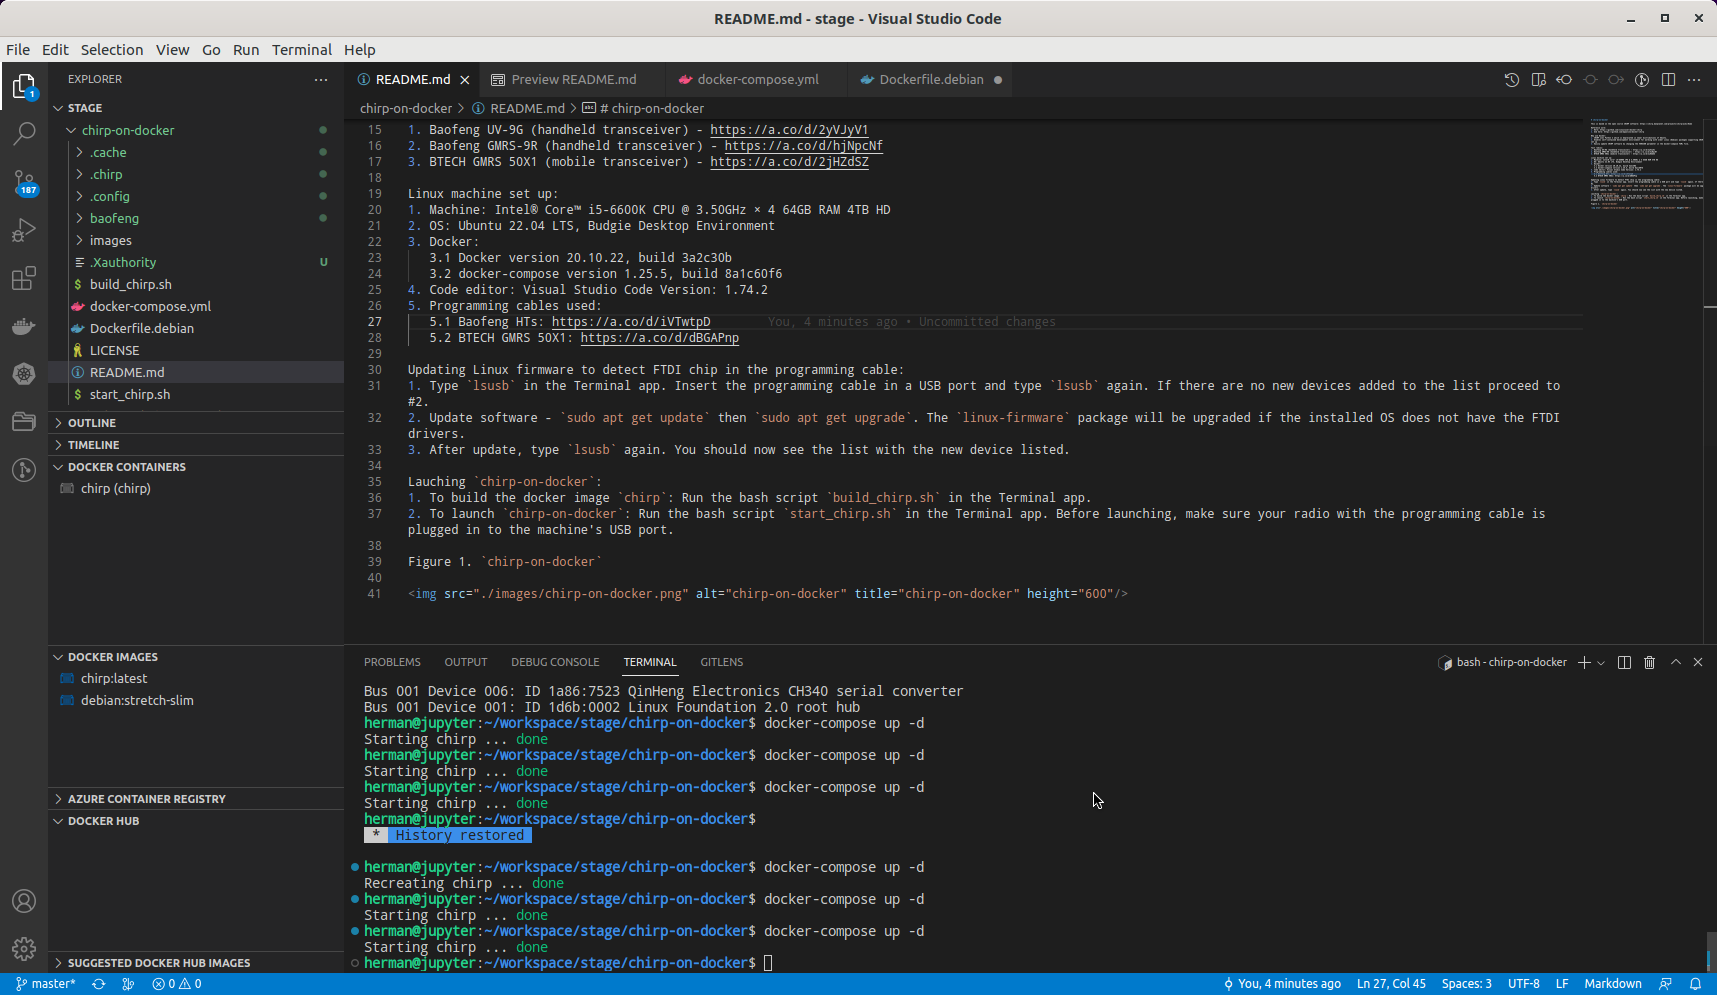 README.md - stage - Visual Studio Code
File Edit Selection View Go Run Terminal Help
EXPLORER
README.md
Preview README.md
docker-compose.yml
Dockerfile.debian
1
187
STAGE
chirp-on-docker
.cache
.chirp
.config
baofeng
images
.Xauthority U
build_chirp.sh
docker-compose.yml
Dockerfile.debian
LICENSE
README.md
start_chirp.sh
OUTLINE
TIMELINE
DOCKER CONTAINERS
chirp (chirp)
DOCKER IMAGES
chirp:latest
debian:stretch-slim
AZURE CONTAINER REGISTRY
DOCKER HUB
SUGGESTED DOCKER HUB IMAGES
chirp-on-docker > README.md > # chirp-on-docker
15 1. Baofeng UV-9G (handheld transceiver) - https://a.co/d/2yVJyV1
16 2. Baofeng GMRS-9R (handheld transceiver) - https://a.co/d/hjNpcNf
17 3. BTECH GMRS 50X1 (mobile transceiver) - https://a.co/d/2jHZdSZ
18
19 Linux machine set up:
20 1. Machine: Intel® Core™ i5-6600K CPU @ 3.50GHz × 4 64GB RAM 4TB HD
21 2. OS: Ubuntu 22.04 LTS, Budgie Desktop Environment
22 3. Docker:
23 3.1 Docker version 20.10.22, build 3a2c30b
24 3.2 docker-compose version 1.25.5, build 8a1c60f6
25 4. Code editor: Visual Studio Code Version: 1.74.2
26 5. Programming cables used:
27 5.1 Baofeng HTs: https://a.co/d/iVTwtpD You, 4 minutes ago • Uncommitted changes
28 5.2 BTECH GMRS 50X1: https://a.co/d/dBGAPnp
29
30 Updating Linux firmware to detect FTDI chip in the programming cable:
31 1. Type `lsusb` in the Terminal app. Insert the programming cable in a USB port and type `lsusb` again. If there are no new devices added to the list proceed to
#2.
32 2. Update software - `sudo apt get update` then `sudo apt get upgrade`. The `linux-firmware` package will be upgraded if the installed OS does not have the FTDI
drivers.
33 3. After update, type `lsusb` again. You should now see the list with the new device listed.
34
35 Lauching `chirp-on-docker`:
36 1. To build the docker image `chirp`: Run the bash script `build_chirp.sh` in the Terminal app.
37 2. To launch `chirp-on-docker`: Run the bash script `start_chirp.sh` in the Terminal app. Before launching, make sure your radio with the programming cable is
plugged in to the machine's USB port.
38
39 Figure 1. `chirp-on-docker`
40
41 <img src="./images/chirp-on-docker.png" alt="chirp-on-docker" title="chirp-on-docker" height="600"/>
PROBLEMS OUTPUT DEBUG CONSOLE TERMINAL GITLENS
bash - chirp-on-docker
Bus 001 Device 006: ID 1a86:7523 QinHeng Electronics CH340 serial converter
Bus 001 Device 001: ID 1d6b:0002 Linux Foundation 2.0 root hub
herman@jupyter:~/workspace/stage/chirp-on-docker$ docker-compose up -d
Starting chirp ... done
herman@jupyter:~/workspace/stage/chirp-on-docker$ docker-compose up -d
Starting chirp ... done
herman@jupyter:~/workspace/stage/chirp-on-docker$ docker-compose up -d
Starting chirp ... done
herman@jupyter:~/workspace/stage/chirp-on-docker$
* History restored
herman@jupyter:~/workspace/stage/chirp-on-docker$ docker-compose up -d
Recreating chirp ... done
herman@jupyter:~/workspace/stage/chirp-on-docker$ docker-compose up -d
Starting chirp ... done
herman@jupyter:~/workspace/stage/chirp-on-docker$ docker-compose up -d
Starting chirp ... done
herman@jupyter:~/workspace/stage/chirp-on-docker$
master* 0 0 You, 4 minutes ago Ln 27, Col 45 Spaces: 3 UTF-8 LF Markdown